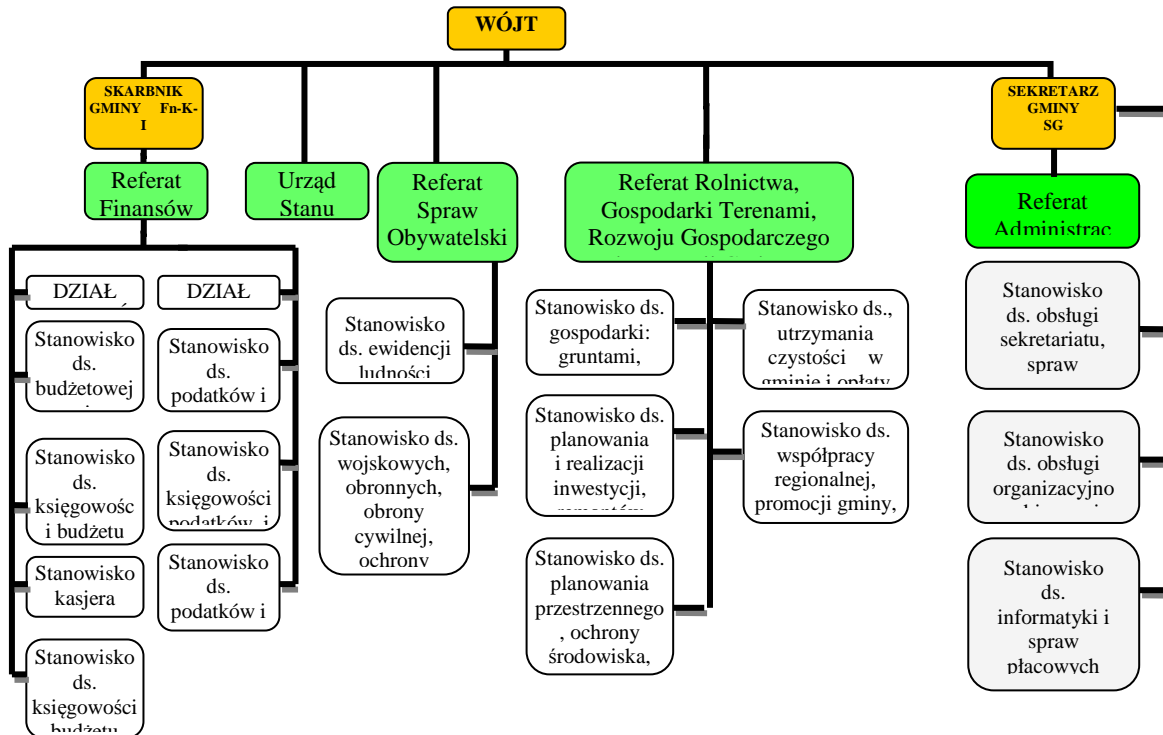 WÓJT
SKARBNIK
GMINY Fn-K-
I
SEKRETARZ
GMINY
SG
Referat
Finansów
Urząd
Stanu
Referat
Spraw
Obywatelski
Referat Rolnictwa,
Gospodarki Terenami,
Rozwoju Gospodarczego
Referat
Administrac
DZIAŁ
Stanowisko
ds.
budżetowej
i
Stanowisko
ds.
księgowośc
i budżetu
Stanowisko
kasjera
Stanowisko
ds.
księgowości
budżetu
DZIAŁ
Stanowisko
ds.
podatków i
Stanowisko
ds.
księgowości
podatków i
Stanowisko
ds.
podatków i
Stanowisko
ds. ewidencji
ludności
Stanowisko ds.
wojskowych,
obronnych,
obrony
cywilnej,
ochrony
Stanowisko ds.
gospodarki:
gruntami,
Stanowisko ds.
planowania
i realizacji
inwestycji,
remontów
Stanowisko ds.
planowania
przestrzennego
, ochrony
środowiska,
Stanowisko ds.,
utrzymania
czystości w
gminie i opłaty
Stanowisko ds.
współpracy
regionalnej,
promocji gminy,
Stanowisko
ds. obsługi
sekretariatu,
spraw
Stanowisko
ds. obsługi
organizacyjno
Stanowisko
ds.
informatyki i
spraw
płacowych